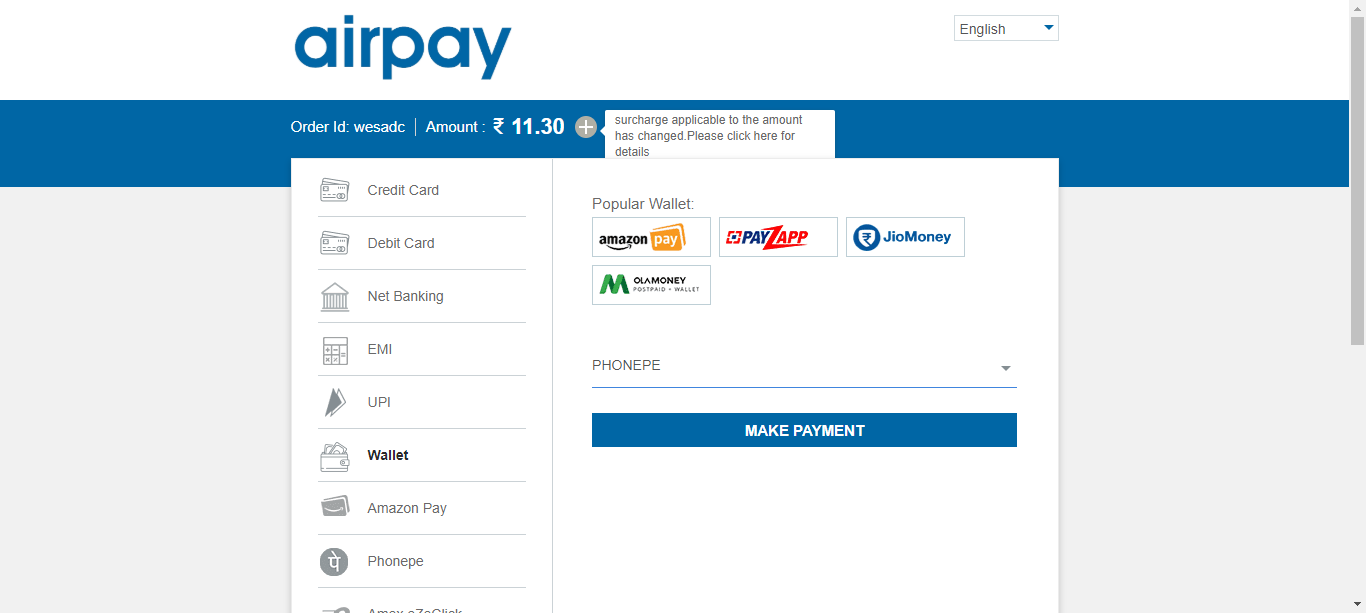 airpay
English
Order Id: wesadc
Amount : ₹ 11.30
surcharge applicable to the amount
has changed.Please click here for
details
Credit Card
Debit Card
Net Banking
EMI
UPI
Wallet
Amazon Pay
पे
Phonepe
Amex eZeClick
Popular Wallet:
amazon pay
PAYZAPP
₹ JioMoney
OLAMONEY
POSTPAID + WALLET
PHONEPE
MAKE PAYMENT